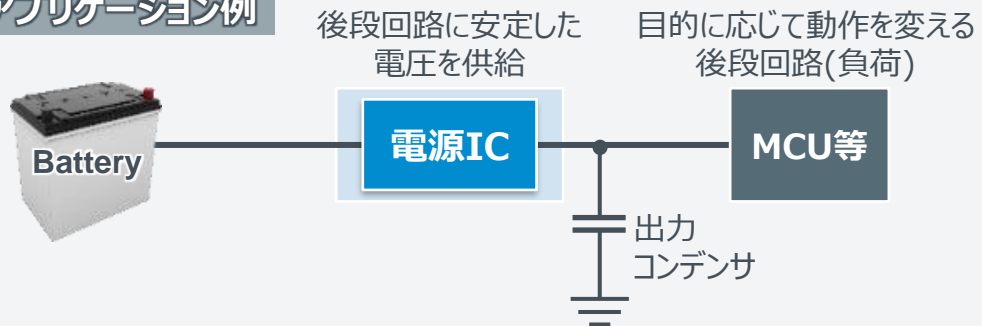 アプリケーション例
後段回路に安定した
電圧を供給
目的に応じて動作を変える
後段回路(負荷)
Battery
電源IC
MCU等
出力
コンデンサ